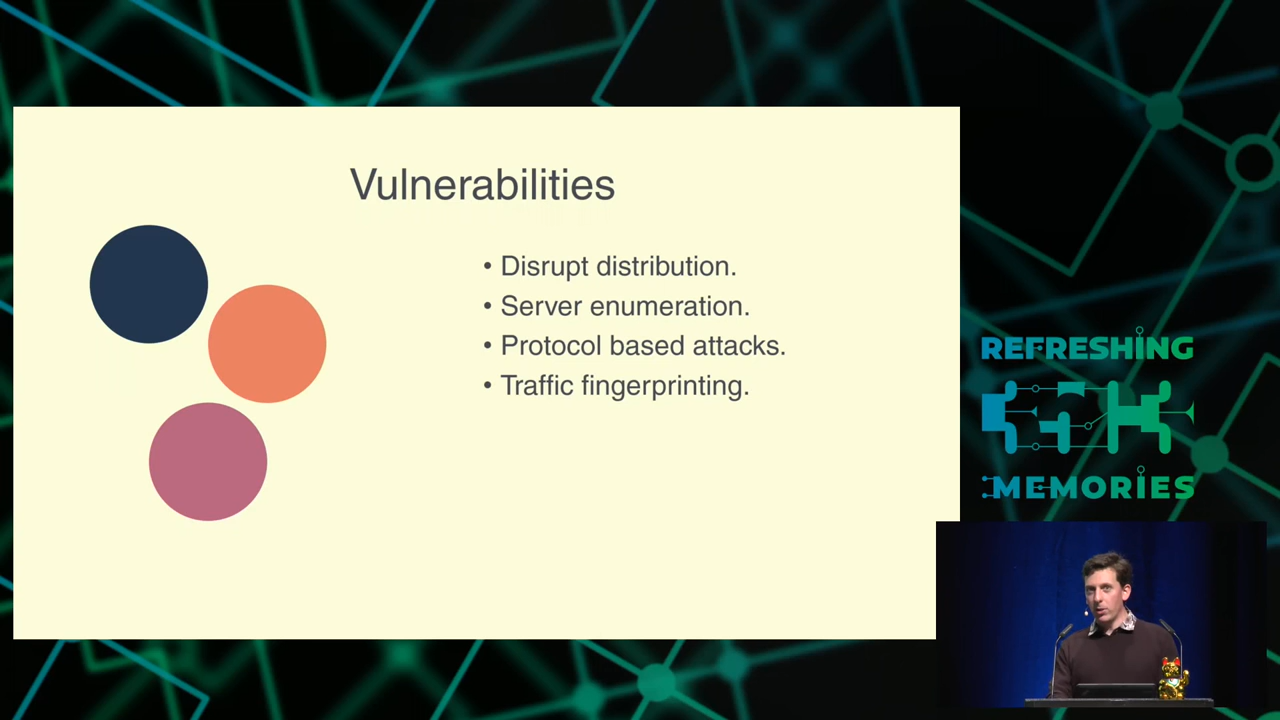 Vulnerabilities
• Disrupt distribution.
• Server enumeration.
• Protocol based attacks.
• Traffic fingerprinting.
REFRESHING
MEMORIES